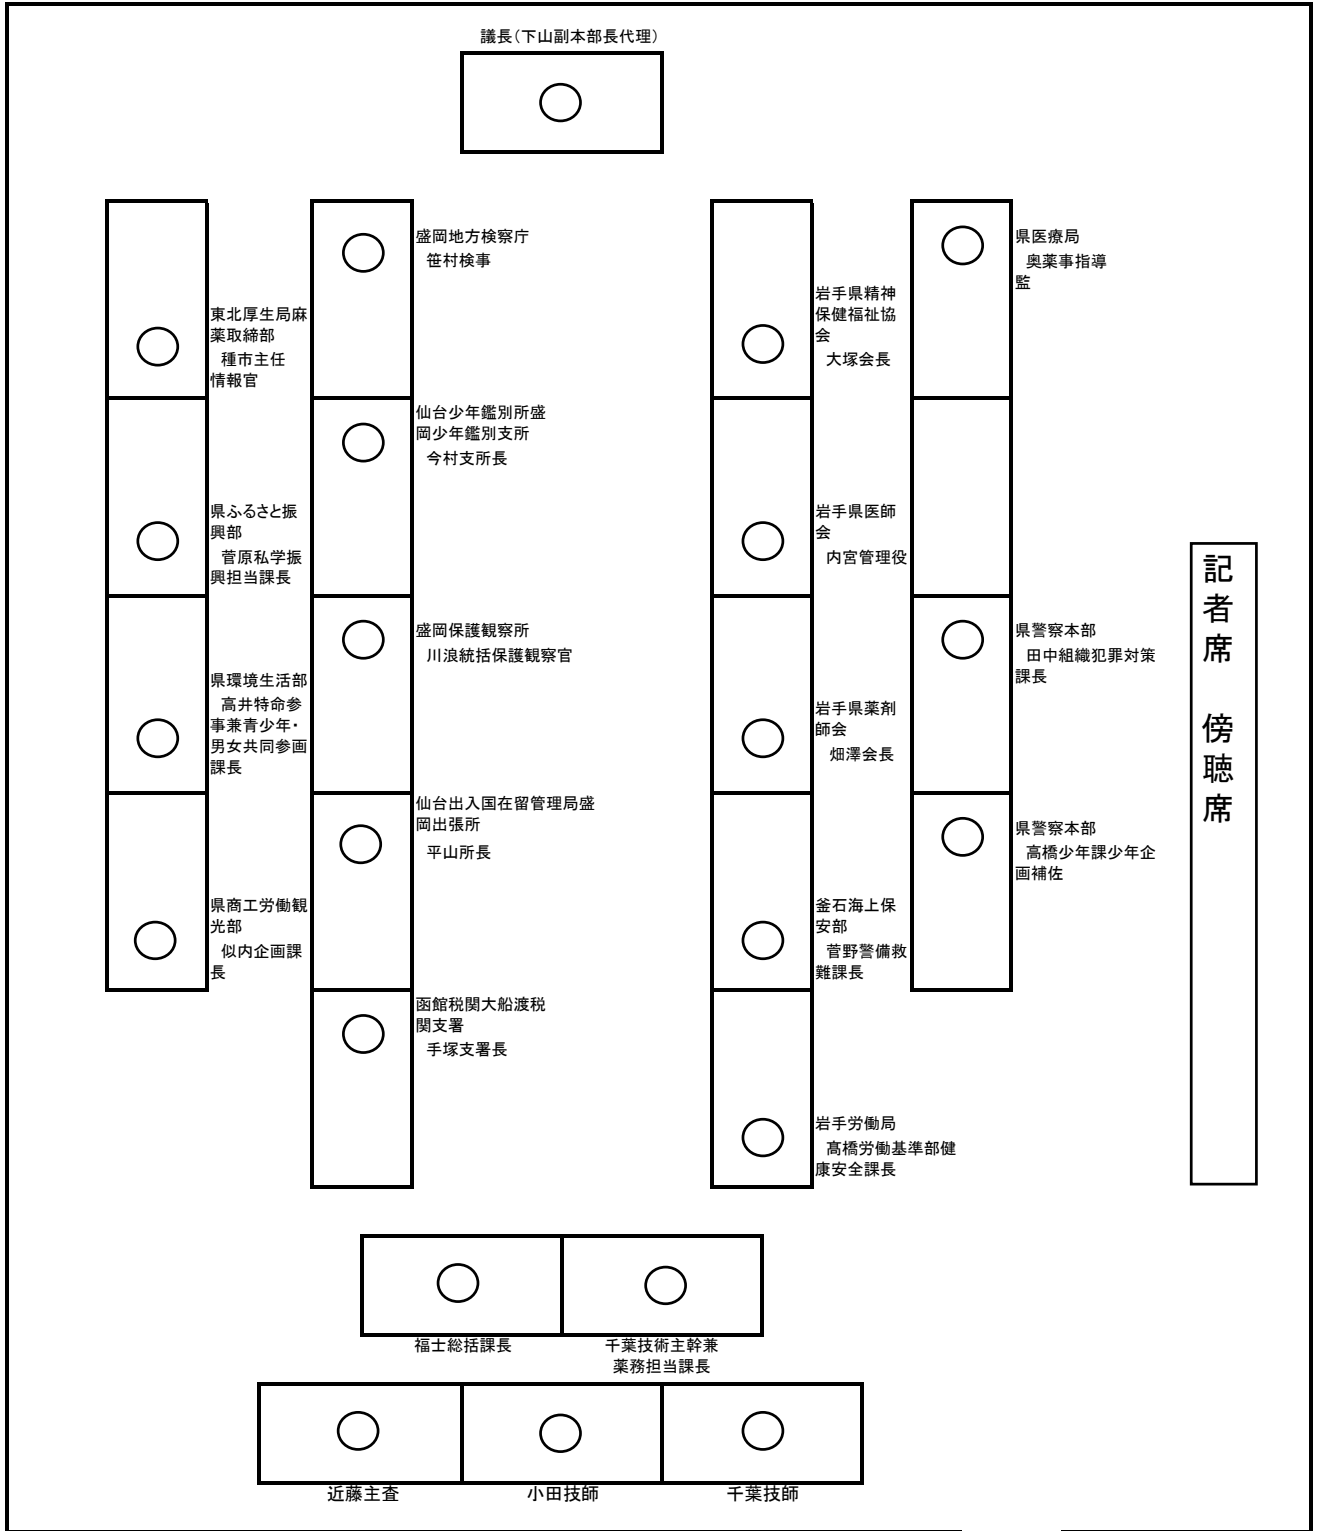 議長(下山副本部長代理)
東北厚生局麻
薬取締部
種市主任
情報官
県ふるさと振
興部
菅原私学振
興担当課長
県環境生活部
高井特命参
事兼青少年・
男女共同参画
課長
県商工労働観
光部
似内企画課
長
盛岡地方検察庁
笹村検事
仙台少年鑑別所盛
岡少年鑑別支所
今村支所長
盛岡保護観察所
川浪統括保護観察官
仙台出入国在留管理局盛
岡出張所
平山所長
函館税関大船渡税
関支署
手塚支署長
岩手県精神
保健福祉協
会
大塚会長
岩手県医師
会
内宮管理役
岩手県薬剤
師会
畑澤会長
釜石海上保
安部
菅野警備救
難課長
岩手労働局
髙橋労働基準部健
康安全課長
県医療局
奥薬事指導
監
県警察本部
田中組織犯罪対策
課長
県警察本部
高橋少年課少年企
画補佐
記者席 傍聴席
福士総括課長
千葉技術主幹兼
薬務担当課長
近藤主査
小田技師
千葉技師